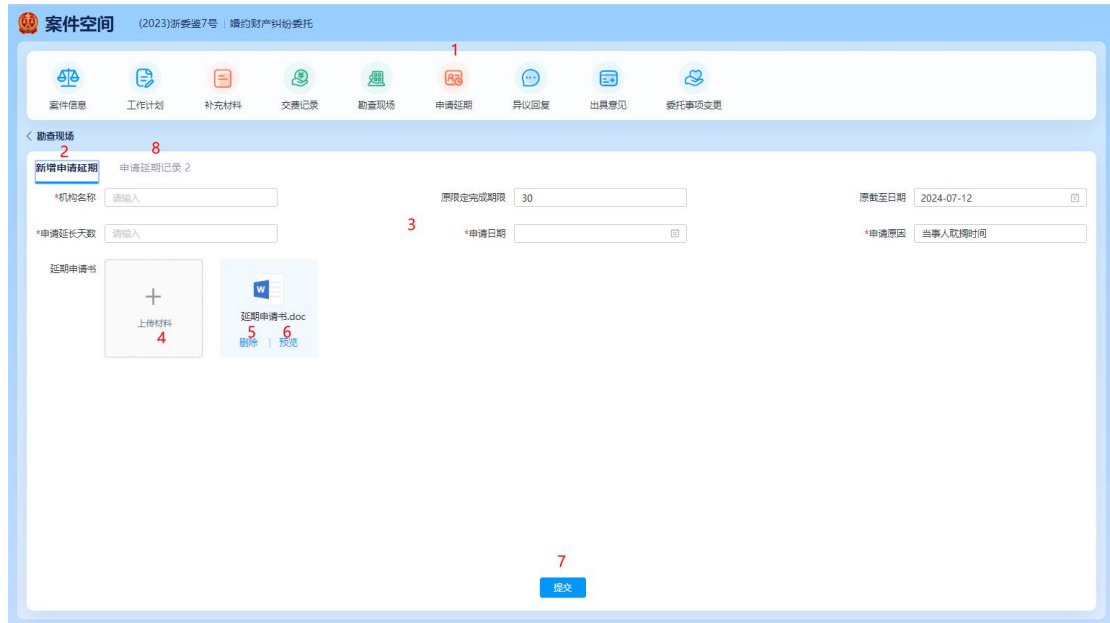 案件空间 (2023)浙委鉴7号 | 婚约财产纠纷委托
1
案件信息 工作计划 补充材料 交费记录 勘查现场 申请延期 异议回复 出具意见 委托事项变更
< 勘查现场
2 8
新增申请延期 申请延期记录 2
*机构名称 请输入 原限定完成期限 30 原截至日期 2024-07-12
*申请延长天数 请输入 3 *申请日期 *申请原因 当事人耽搁时间
延期申请书
W
+
延期申请书.doc
上传材料
4 5 6
删除 | 预览
7
提交